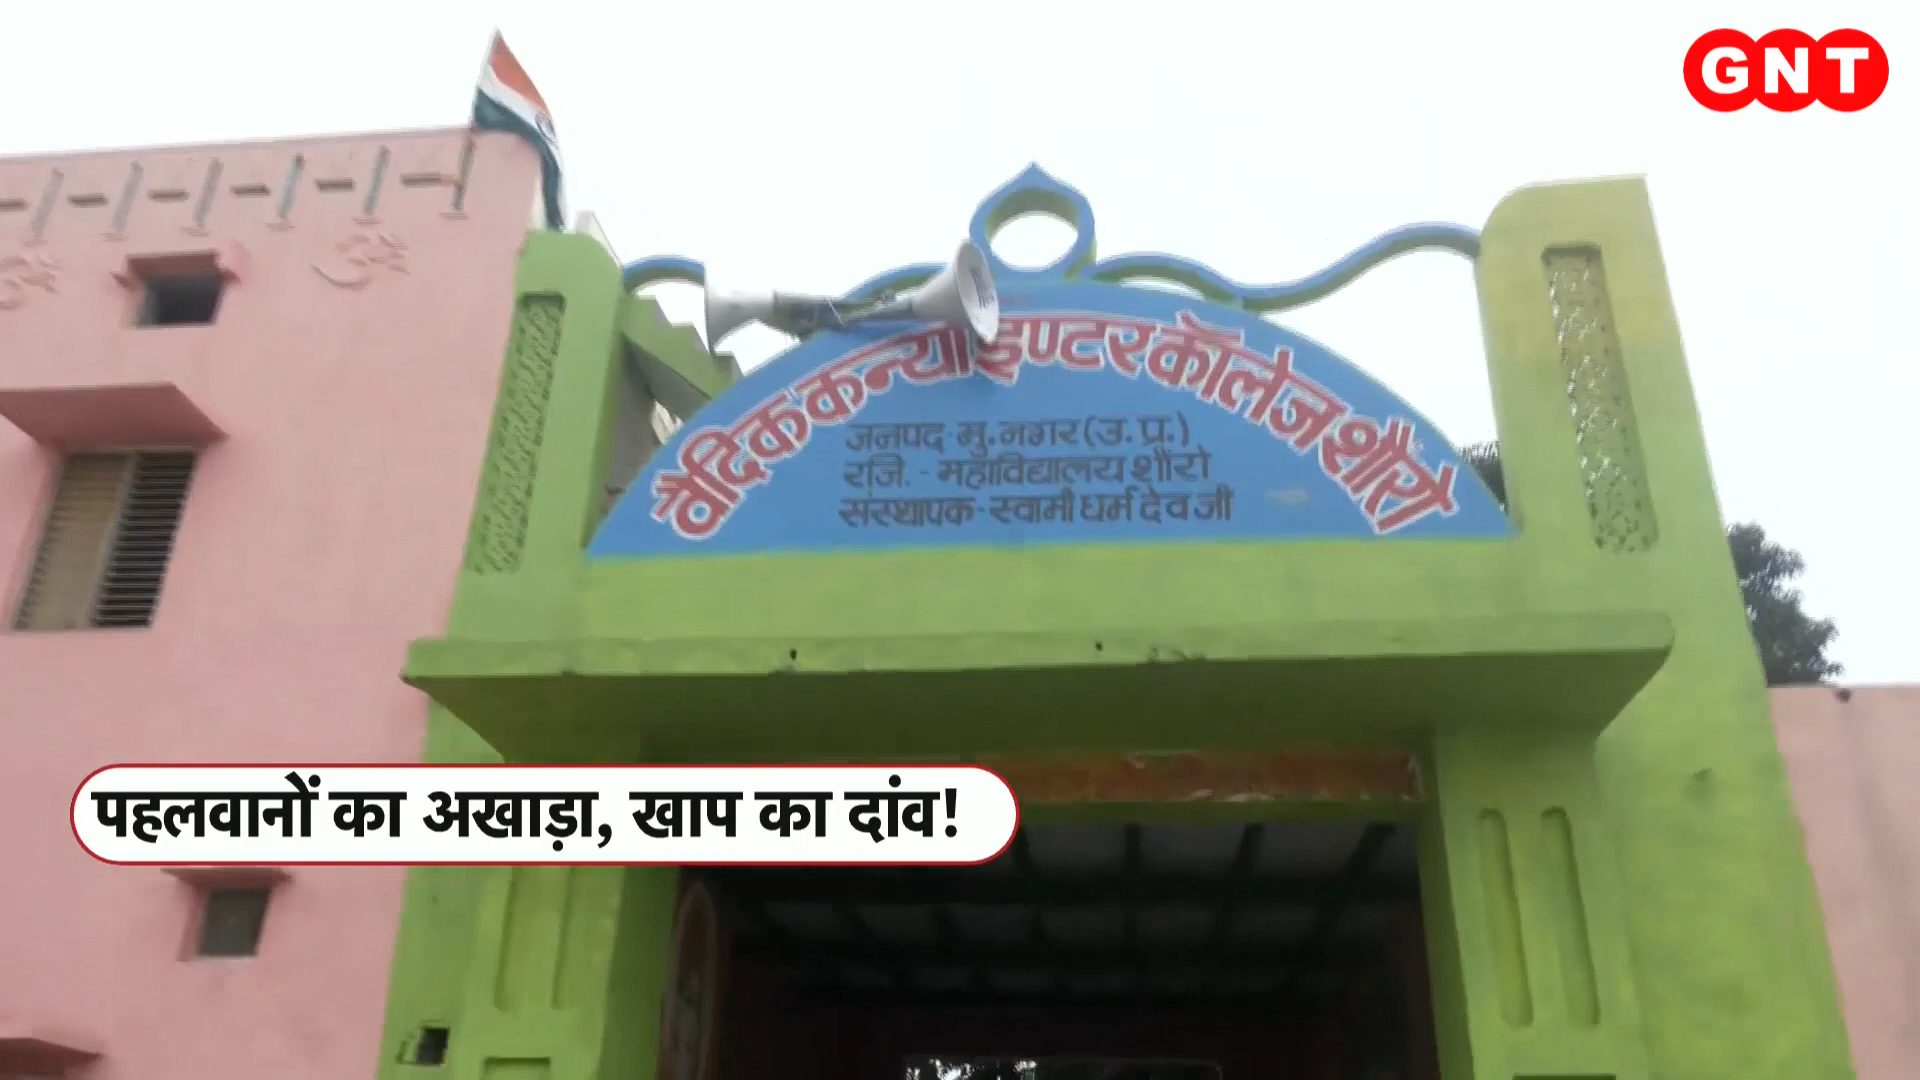 GNT
वैदिक कन्या इण्टर कॉलेज शौरो
जनपद-मु.नगर (उ.प्र.)
रजि. - महाविद्यालय शौरो
संस्थापक-स्वामी धर्म देव जी
पहलवानों का अखाड़ा, खाप का दांव!